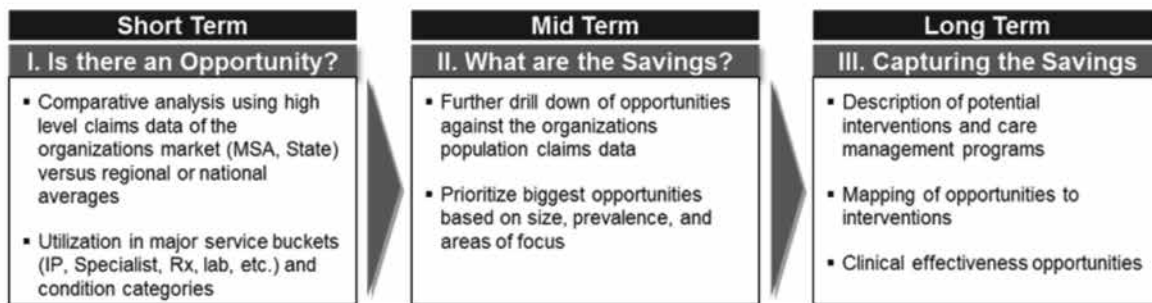 Short Term
I. Is there an Opportunity?
▪ Comparative analysis using high
level claims data of the
organizations market (MSA, State)
versus regional or national
averages
▪ Utilization in major service buckets
(IP, Specialist, Rx, lab, etc.) and
condition categories
Mid Term
II. What are the Savings?
▪ Further drill down of opportunities
against the organizations
population claims data
▪ Prioritize biggest opportunities
based on size, prevalence, and
areas of focus
Long Term
III. Capturing the Savings
▪ Description of potential
interventions and care
management programs
▪ Mapping of opportunities to
interventions
▪ Clinical effectiveness opportunities